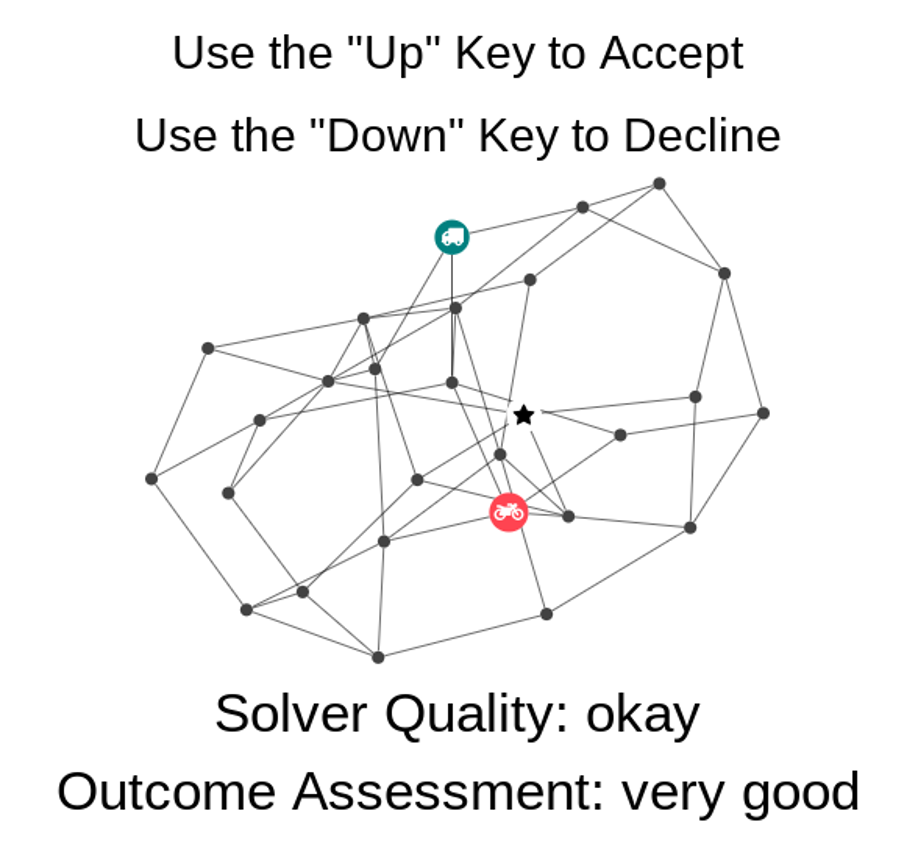 Use the "Up" Key to Accept
Use the "Down" Key to Decline
Solver Quality: okay
Outcome Assessment: very good